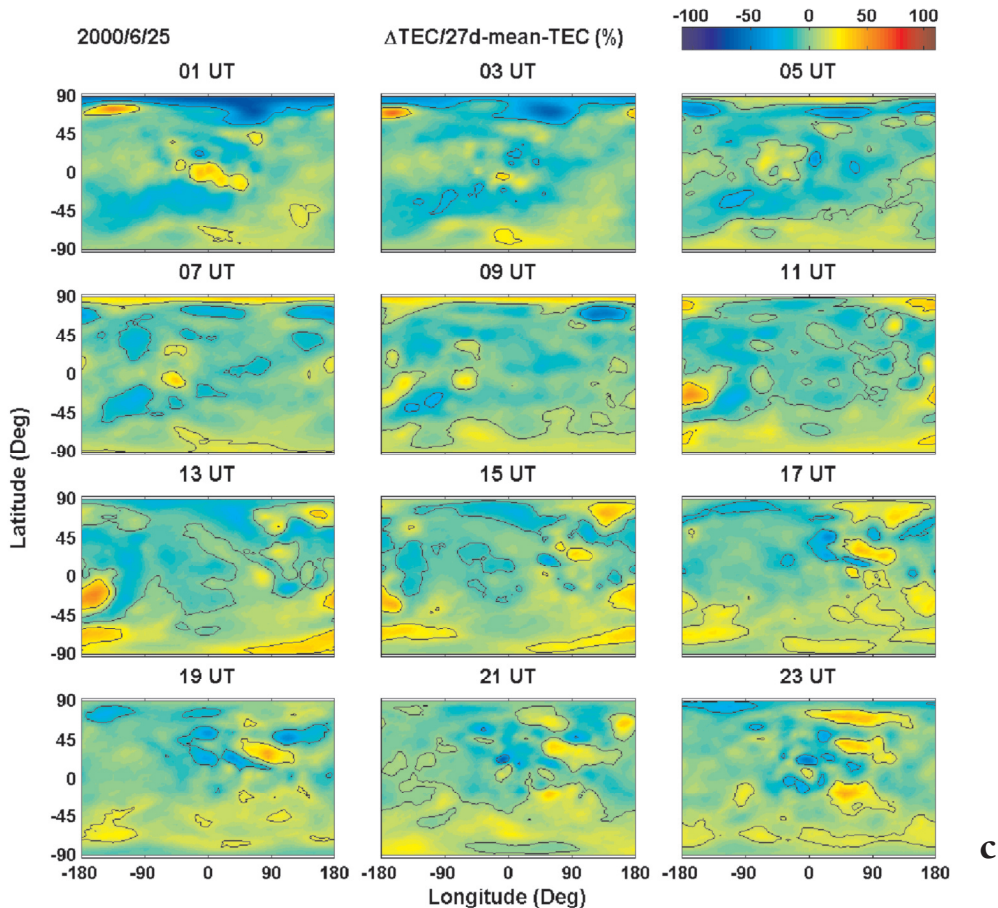 2000/6/25
ΔTEC/27d-mean-TEC (%)
-100 -50 0 50 100
01 UT
03 UT
05 UT
90
45
0
-45
-90
07 UT
09 UT
11 UT
90
45
0
-45
-90
Latitude (Deg)
13 UT
15 UT
17 UT
90
45
0
-45
-90
19 UT
21 UT
23 UT
90
45
0
-45
-90
-180 -90 0 90 180
-180 -90 0 90 180
-180 -90 0 90 180
Longitude (Deg)
c